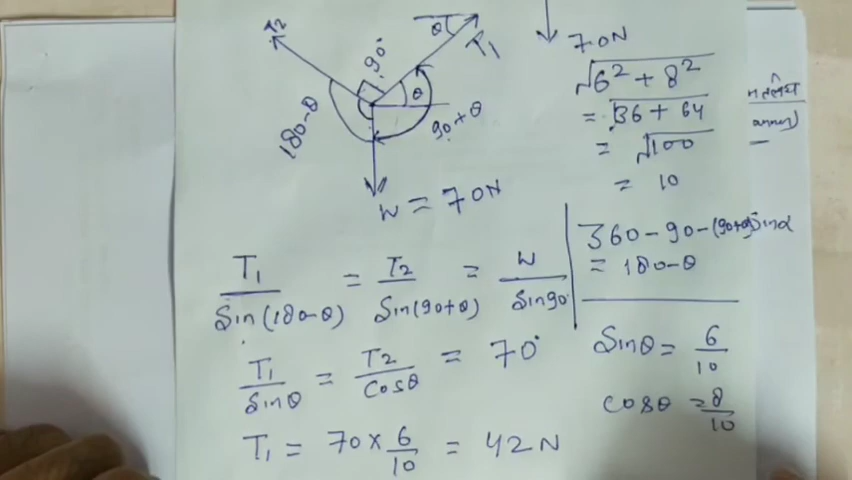 T2
90°
θ
T1
θ
180-θ
90+θ
W = 70N
70N
√6² + 8²
= √36 + 64
= √100
= 10
360-90-(90+θ) Sinα
= 180-θ
T1/Sin(180-θ) = T2/Sin(90+θ) = W/Sin90
T1/Sinθ = T2/Cosθ = 70
Sinθ = 6/10
cosθ = 8/10
T1 = 70×6/10 = 42N